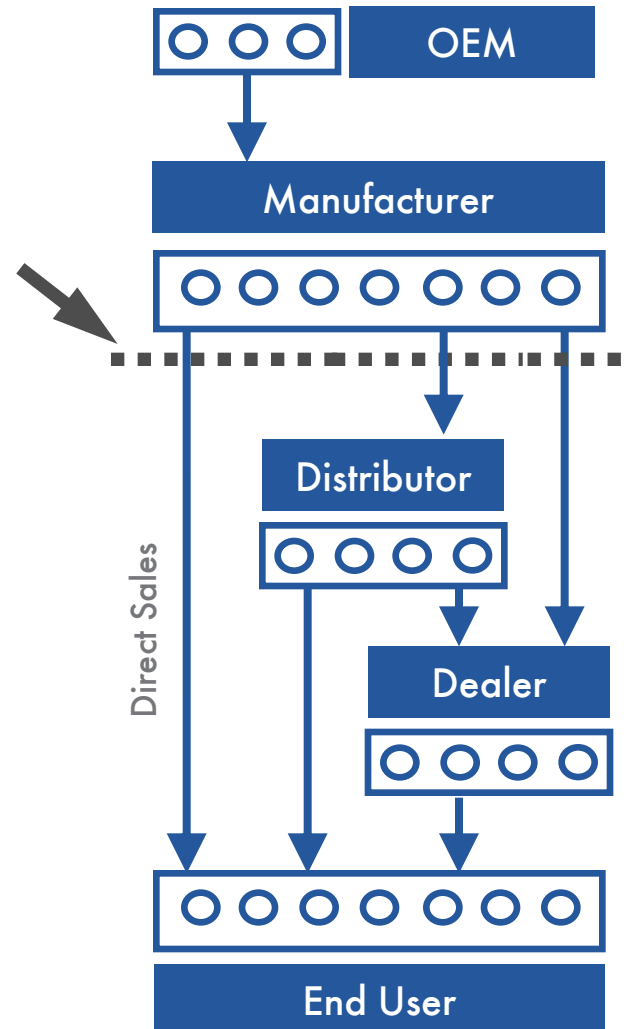 OEM
Manufacturer
Distributor
Direct Sales
Dealer
End User